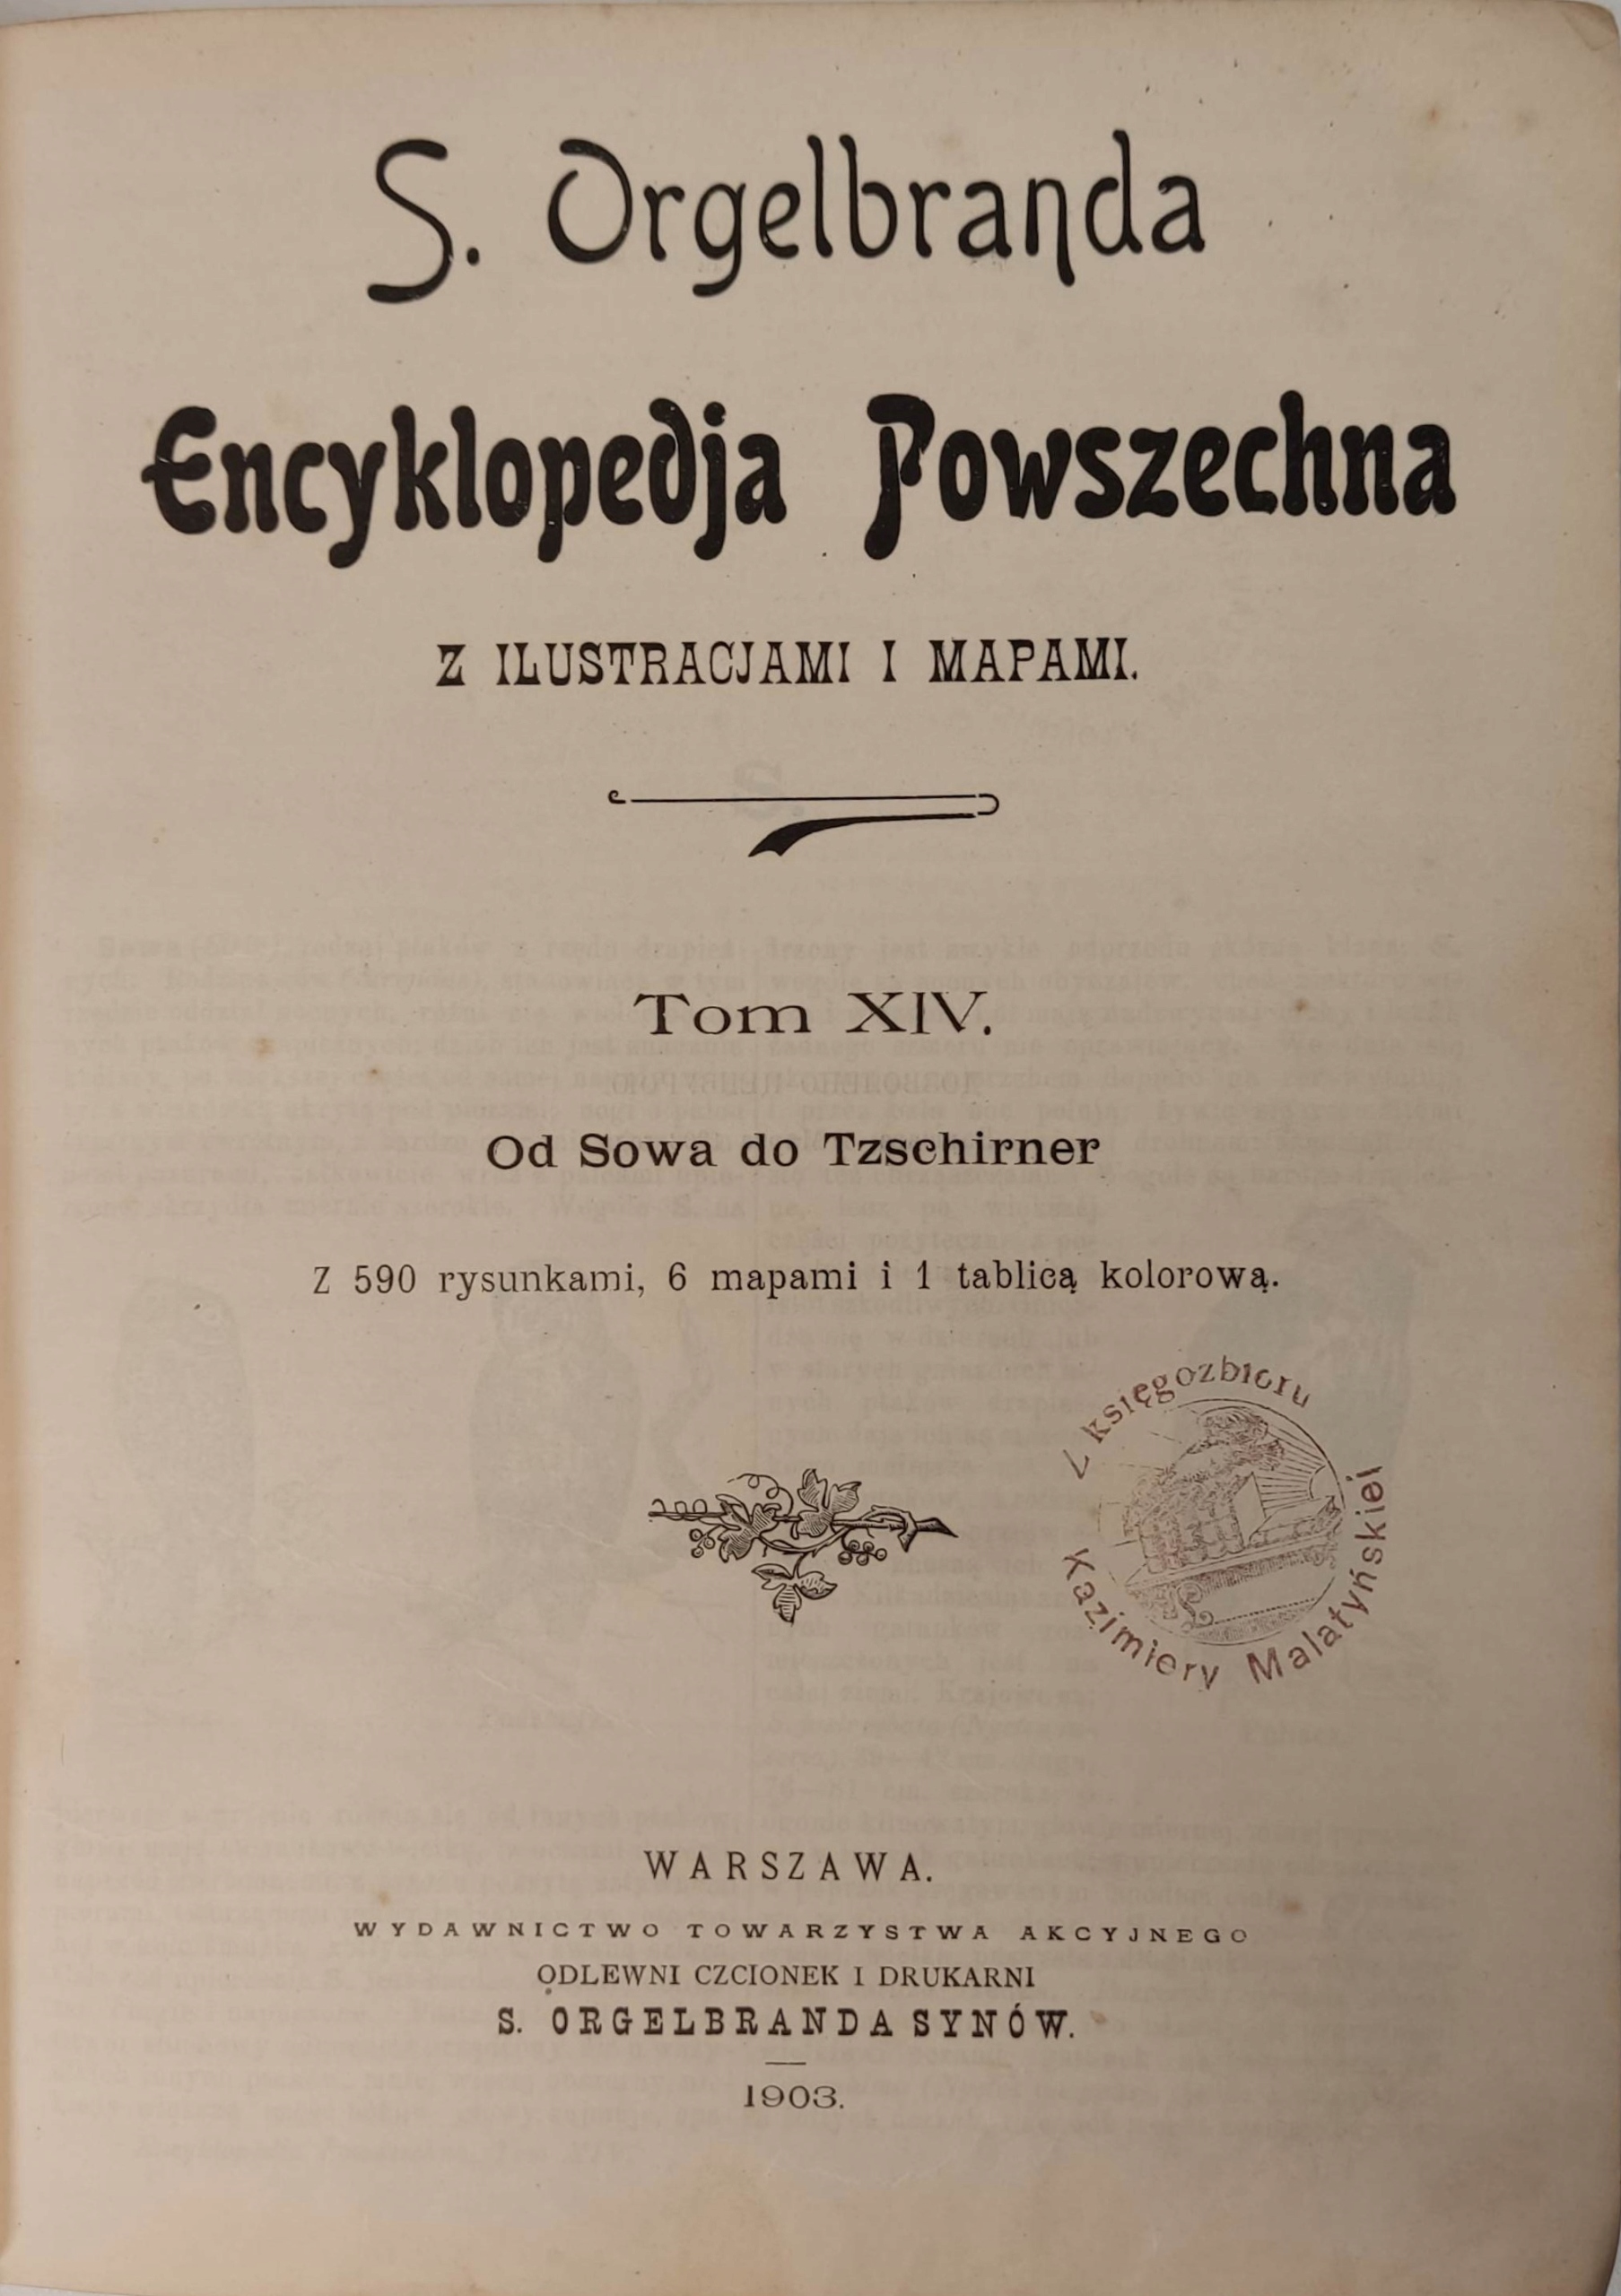 S. Orgelbranda
Encyklopedja Powszechna
Z ILUSTRACJAMI I MAPAMI.
Tom XIV.
Od Sowa do Tzschirner
Z 590 rysunkami, 6 mapami i 1 tablicą kolorową.
Z księgozbioru
Kazimiery Malatyńskiej
WARSZAWA.
WYDAWNICTWO TOWARZYSTWA AKCYJNEGO
ODLEWNI CZCIONEK I DRUKARNI
S. ORGELBRANDA SYNÓW.
1903.